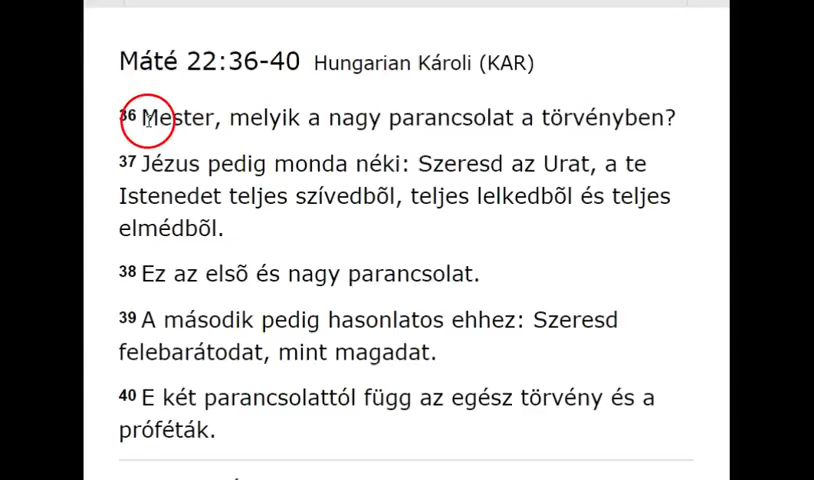 Máté 22:36-40 Hungarian Károli (KAR)
36 Mester, melyik a nagy parancsolat a törvényben?
37 Jézus pedig monda néki: Szeresd az Urat, a te
Istenedet teljes szívedbõl, teljes lelkedbõl és teljes
elmédbõl.
38 Ez az elsõ és nagy parancsolat.
39 A második pedig hasonlatos ehhez: Szeresd
felebarátodat, mint magadat.
40 E két parancsolattól függ az egész törvény és a
próféták.